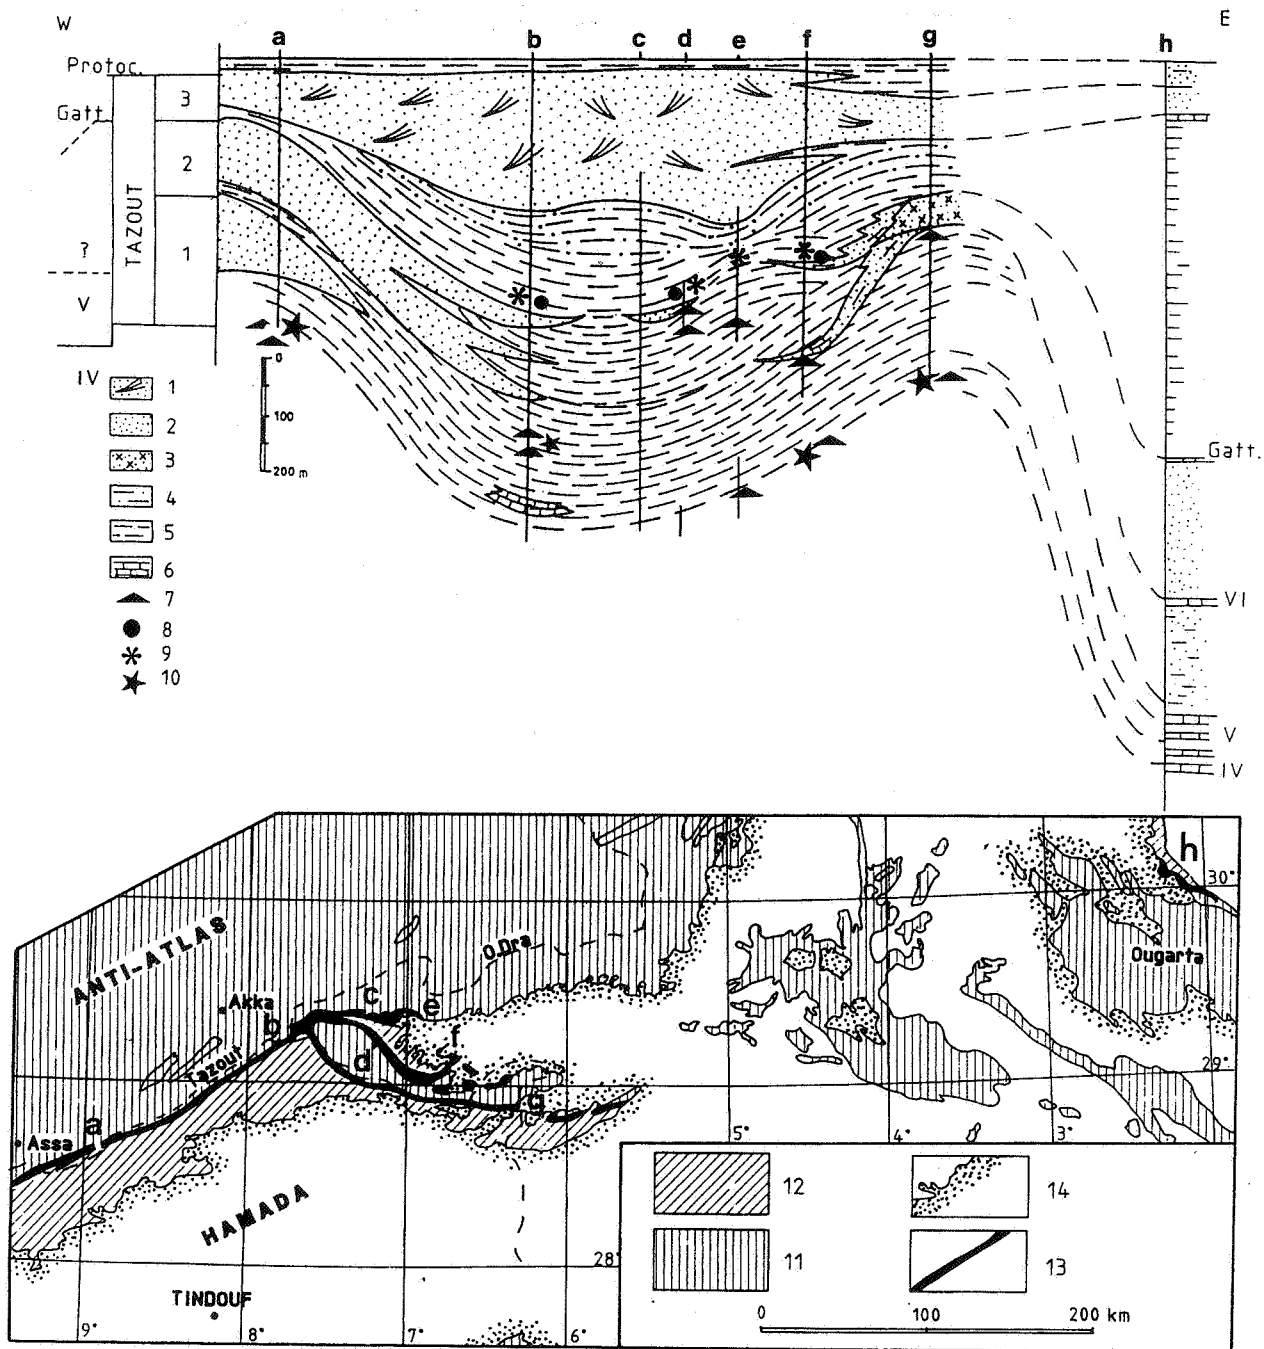 W E
a b c d e f g h
Protoc.
3
Gatt.
2
TAZOUT
?
1
V
IV
0
100
200 m
1
2
3
4
5
6
7
8
9
10
Gatt.
VI
V
IV
h
30°
ANTI-ATLAS
O.Dra
Ougarta
Akka
c e
b
f
Tazout
d
29°
g
a
Assa
5° 4° 3°
HAMADA
12 14
28°
11 13
TINDOUF
0 100 200 km
9° 8° 7° 6°